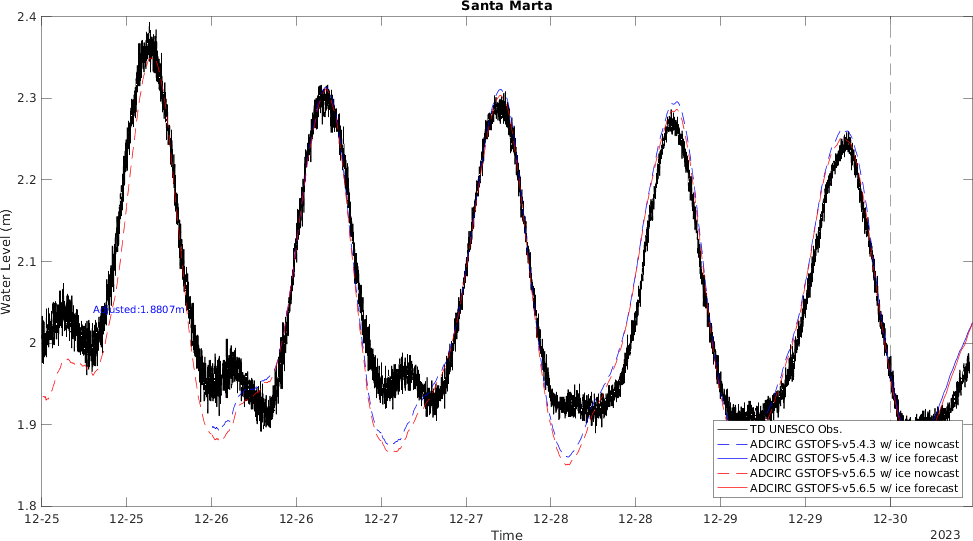 Santa Marta
2.4
2.3
2.2
2.1
2
1.9
1.8
Water Level (m)
Adjusted:1.8807m
TD UNESCO Obs.
ADCIRC GSTOFS-v5.4.3 w/ ice nowcast
ADCIRC GSTOFS-v5.4.3 w/ ice forecast
ADCIRC GSTOFS-v5.6.5 w/ ice nowcast
ADCIRC GSTOFS-v5.6.5 w/ ice forecast
12-25 12-25 12-26 12-26 12-27 12-27 12-28 12-28 12-29 12-29 12-30
Time
2023